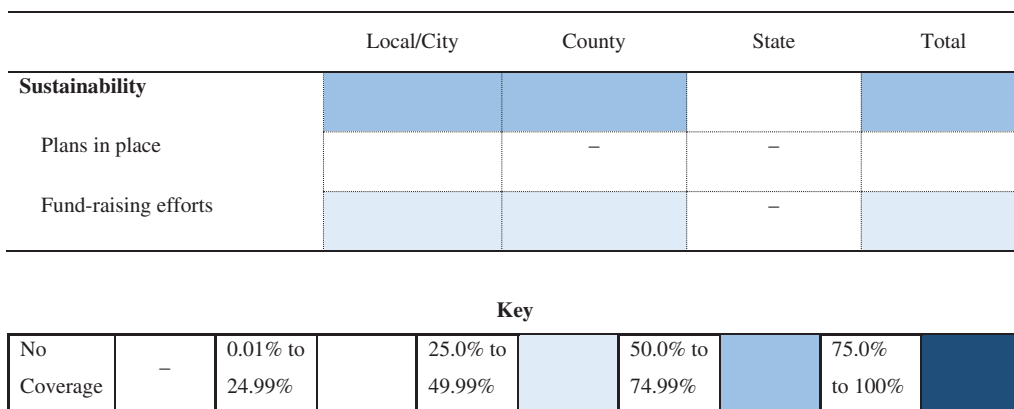 Local/City County State Total
Sustainability
Plans in place – –
Fund-raising efforts –
Key
No Coverage – 0.01% to 24.99% 25.0% to 49.99% 50.0% to 74.99% 75.0% to 100%